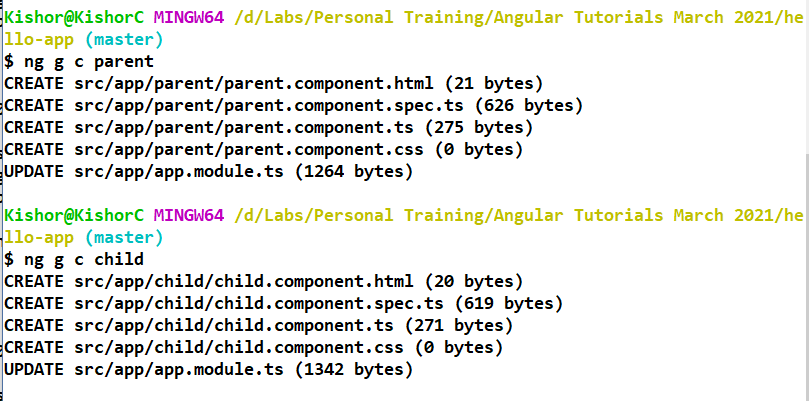 Kishor@KishorC MINGW64 /d/Labs/Personal Training/Angular Tutorials March 2021/he
llo-app (master)
$ ng g c parent
CREATE src/app/parent/parent.component.html (21 bytes)
CREATE src/app/parent/parent.component.spec.ts (626 bytes)
CREATE src/app/parent/parent.component.ts (275 bytes)
CREATE src/app/parent/parent.component.css (0 bytes)
UPDATE src/app/app.module.ts (1264 bytes)
Kishor@KishorC MINGW64 /d/Labs/Personal Training/Angular Tutorials March 2021/he
llo-app (master)
$ ng g c child
CREATE src/app/child/child.component.html (20 bytes)
CREATE src/app/child/child.component.spec.ts (619 bytes)
CREATE src/app/child/child.component.ts (271 bytes)
CREATE src/app/child/child.component.css (0 bytes)
UPDATE src/app/app.module.ts (1342 bytes)